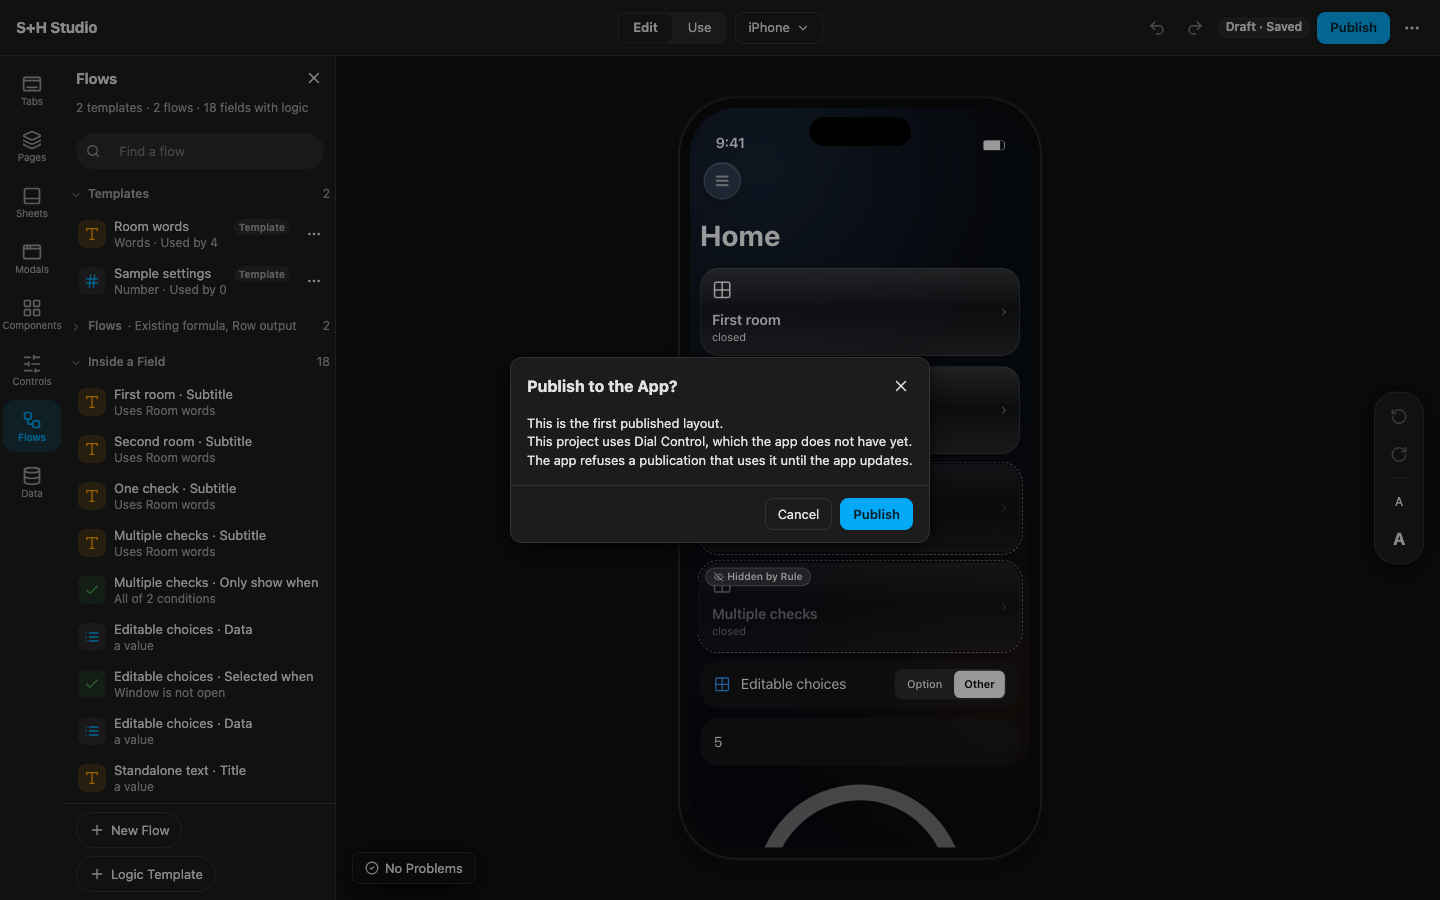 S+H Studio
Edit
Use
iPhone
Draft · Saved
Publish
Tabs
Pages
Sheets
Modals
Components
Controls
Flows
Data
Flows
2 templates · 2 flows · 18 fields with logic
Find a flow
Templates 2
Room words Template
Words · Used by 4
Sample settings Template
Number · Used by 0
Flows · Existing formula, Row output 2
Inside a Field 18
First room · Subtitle
Uses Room words
Second room · Subtitle
Uses Room words
One check · Subtitle
Uses Room words
Multiple checks · Subtitle
Uses Room words
Multiple checks · Only show when
All of 2 conditions
Editable choices · Data
a value
Editable choices · Selected when
Window is not open
Editable choices · Data
a value
Standalone text · Title
a value
New Flow
Logic Template
9:41
Home
First room
closed
Publish to the App?
This is the first published layout.
This project uses Dial Control, which the app does not have yet.
The app refuses a publication that uses it until the app updates.
Cancel
Publish
Hidden by Rule
Multiple checks
closed
Editable choices
Option
Other
5
No Problems
A
A